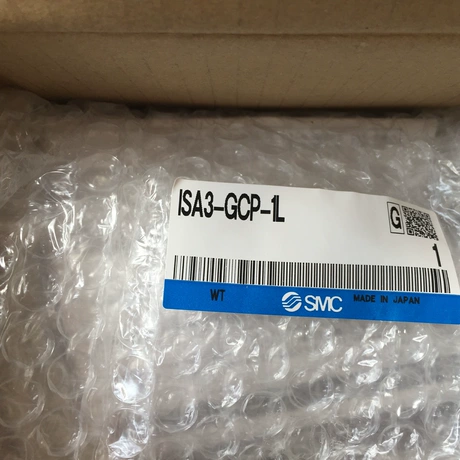 ISA3-GCP-1L
G
1
WT SMC MADE IN JAPAN